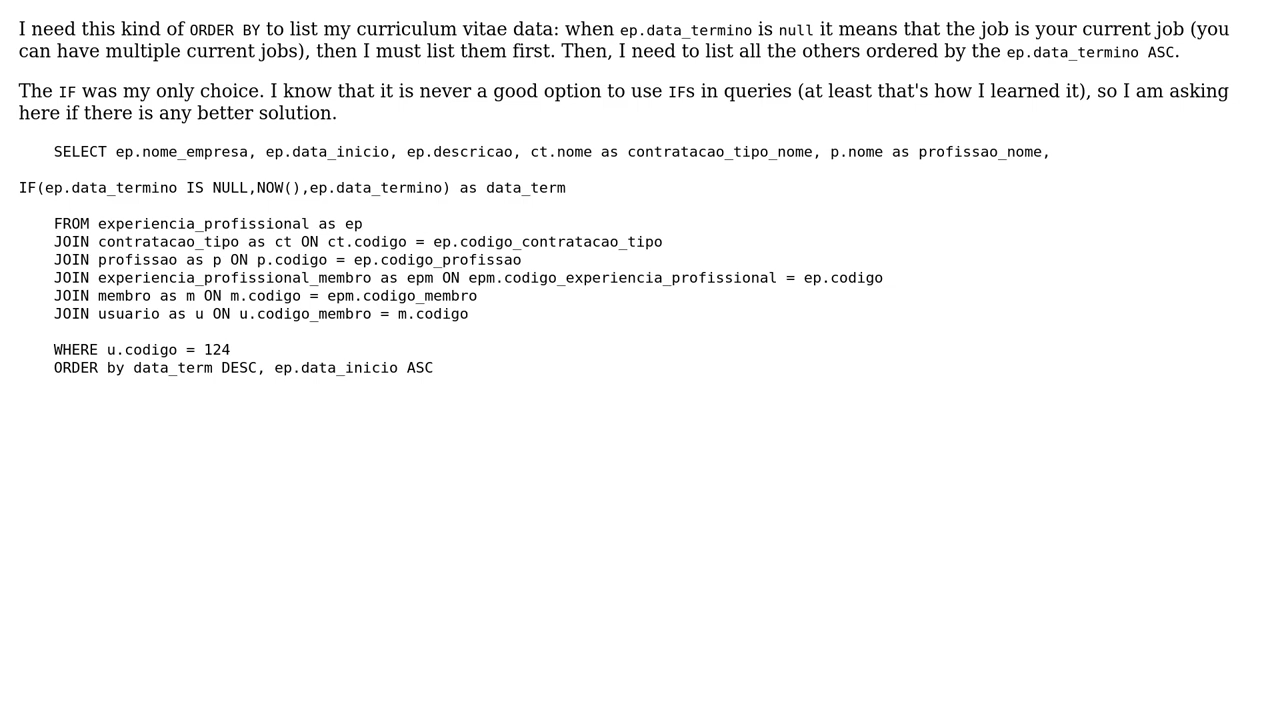 I need this kind of ORDER BY to list my curriculum vitae data: when ep.data_termino is null it means that the job is your current job (you
can have multiple current jobs), then I must list them first. Then, I need to list all the others ordered by the ep.data_termino ASC.
The IF was my only choice. I know that it is never a good option to use IFs in queries (at least that's how I learned it), so I am asking
here if there is any better solution.
SELECT ep.nome_empresa, ep.data_inicio, ep.descricao, ct.nome as contratacao_tipo_nome, p.nome as profissao_nome,
IF(ep.data_termino IS NULL,NOW(),ep.data_termino) as data_term
FROM experiencia_profissional as ep
JOIN contratacao_tipo as ct ON ct.codigo = ep.codigo_contratacao_tipo
JOIN profissao as p ON p.codigo = ep.codigo_profissao
JOIN experiencia_profissional_membro as epm ON epm.codigo_experiencia_profissional = ep.codigo
JOIN membro as m ON m.codigo = epm.codigo_membro
JOIN usuario as u ON u.codigo_membro = m.codigo
WHERE u.codigo = 124
ORDER by data_term DESC, ep.data_inicio ASC